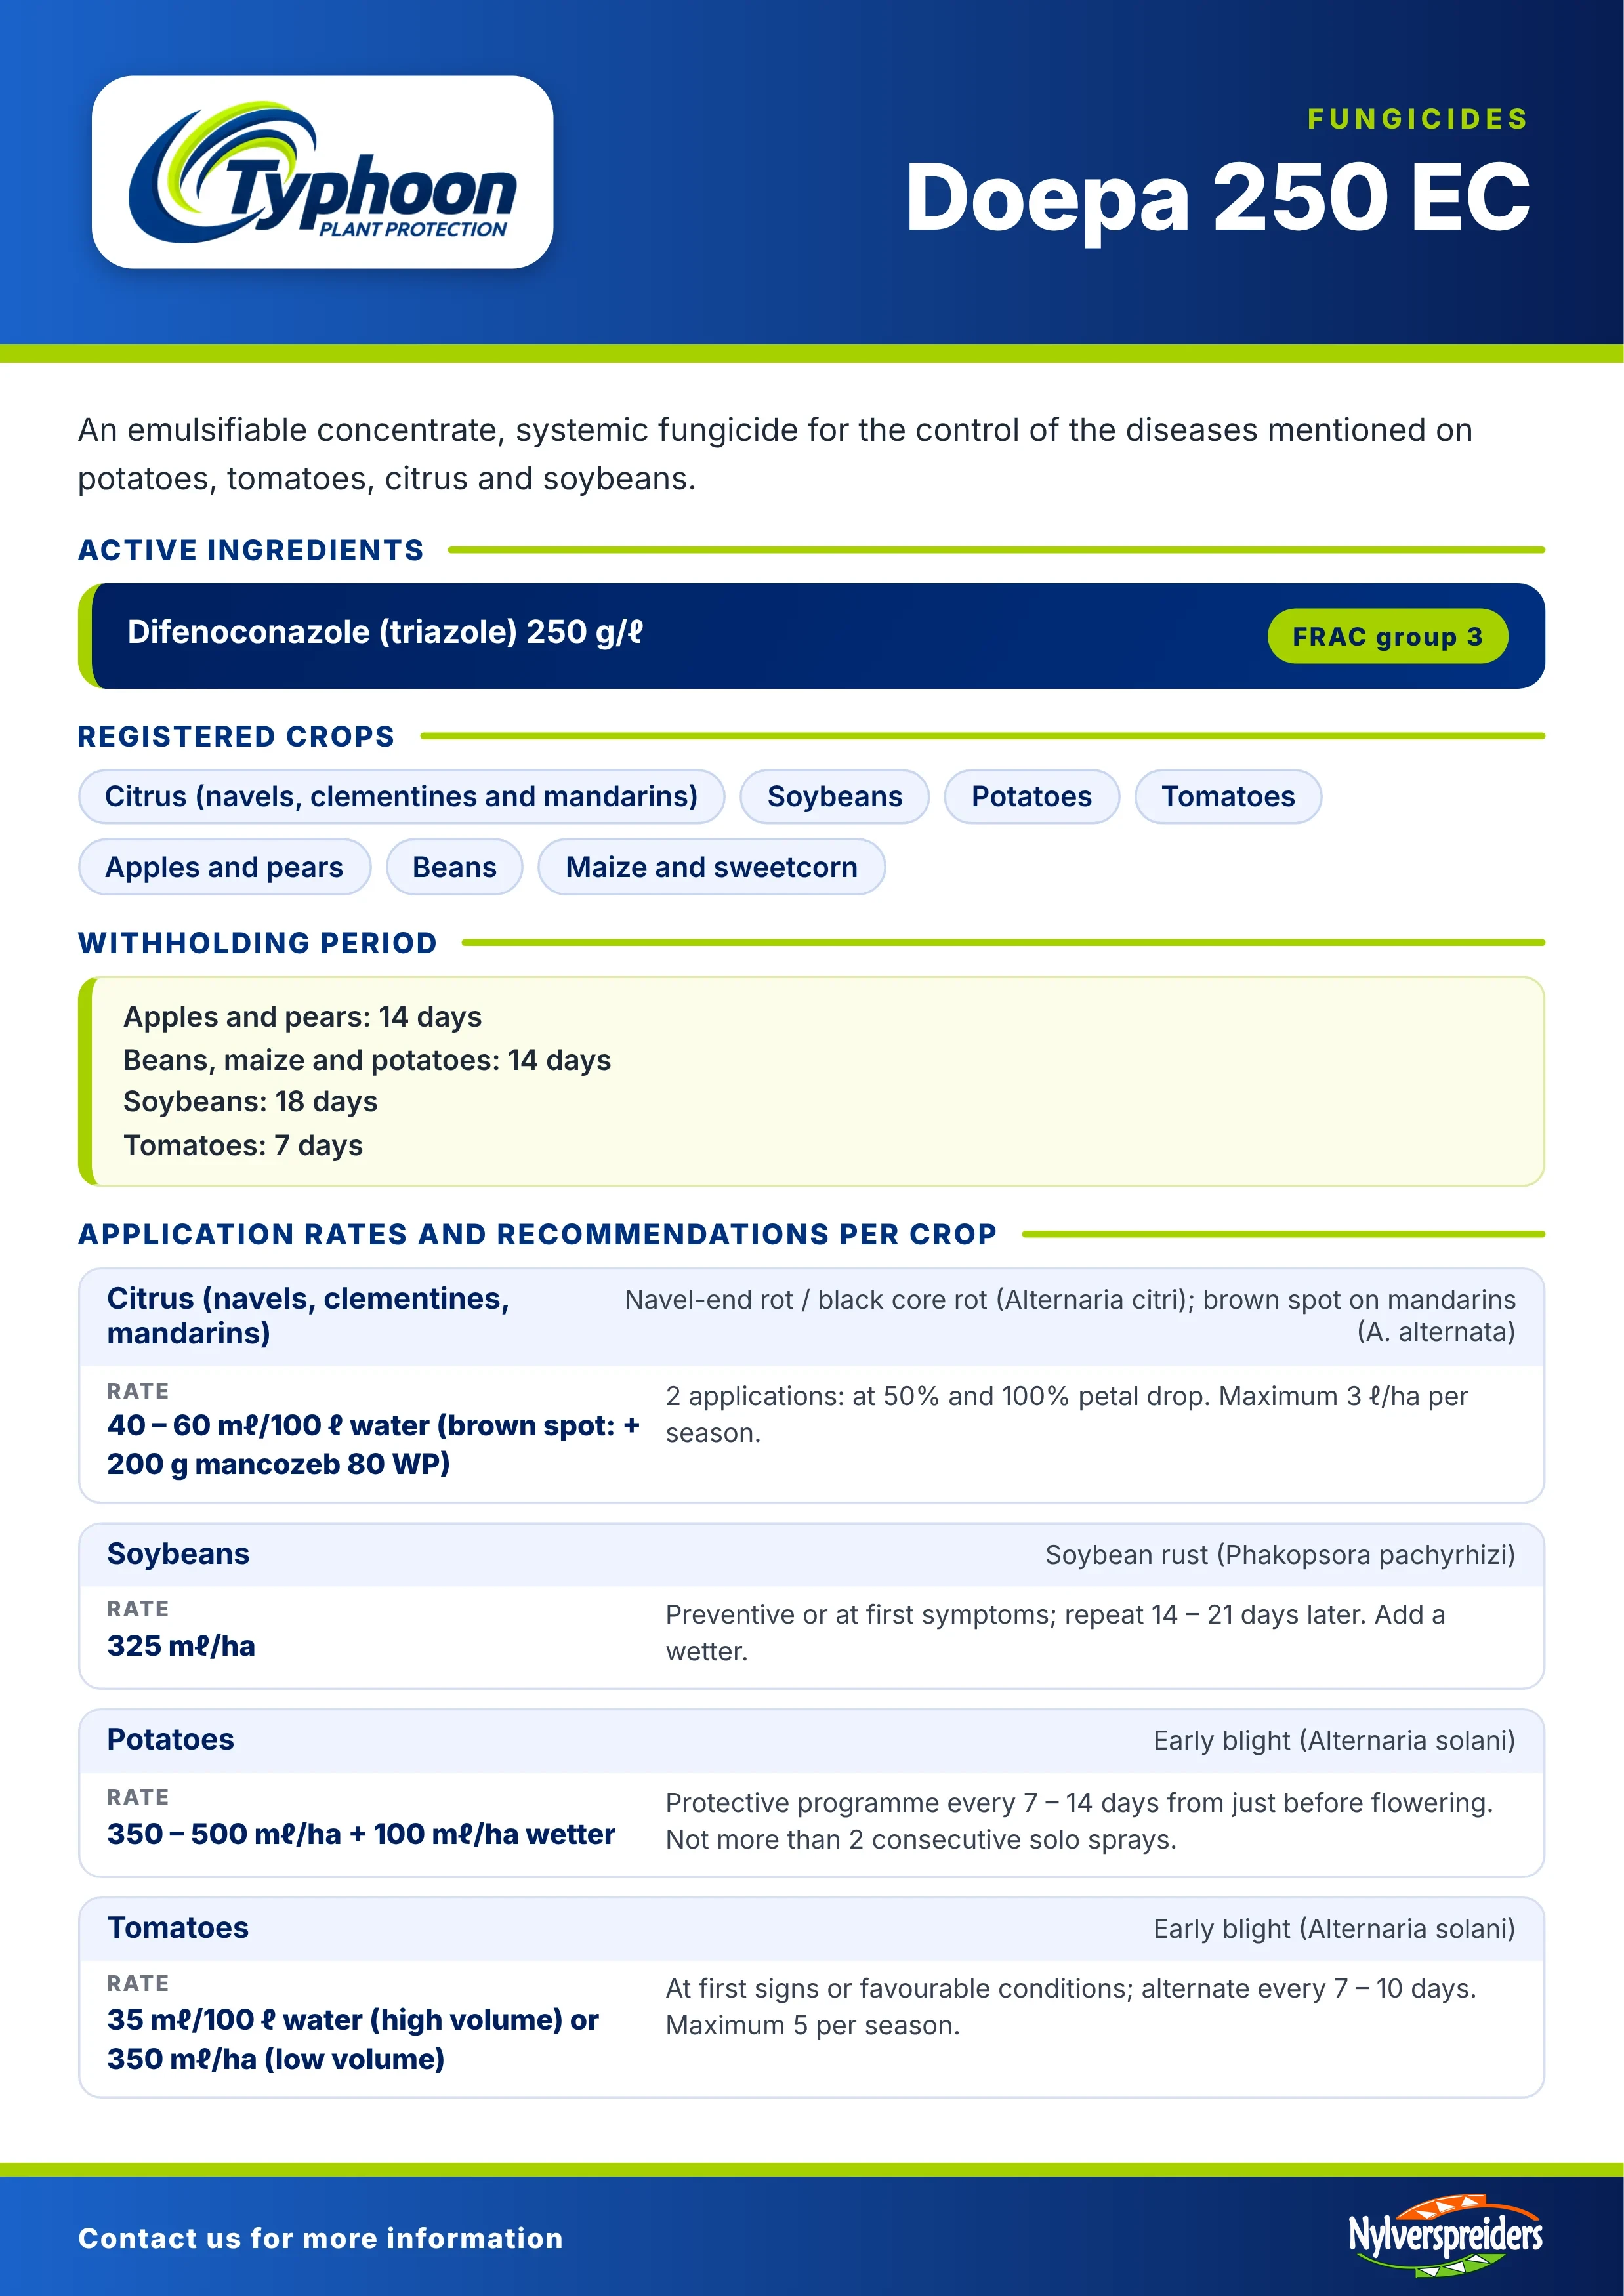 Typhoon
PLANT PROTECTION
FUNGICIDES
Doepa 250 EC
An emulsifiable concentrate, systemic fungicide for the control of the diseases mentioned on
potatoes, tomatoes, citrus and soybeans.
ACTIVE INGREDIENTS
Difenoconazole (triazole) 250 g/ℓ
FRAC group 3
REGISTERED CROPS
Citrus (navels, clementines and mandarins)
Soybeans
Potatoes
Tomatoes
Apples and pears
Beans
Maize and sweetcorn
WITHHOLDING PERIOD
Apples and pears: 14 days
Beans, maize and potatoes: 14 days
Soybeans: 18 days
Tomatoes: 7 days
APPLICATION RATES AND RECOMMENDATIONS PER CROP
Citrus (navels, clementines,
mandarins)
Navel-end rot / black core rot (Alternaria citri); brown spot on mandarins
(A. alternata)
RATE
40 – 60 mℓ/100 ℓ water (brown spot: +
200 g mancozeb 80 WP)
2 applications: at 50% and 100% petal drop. Maximum 3 ℓ/ha per
season.
Soybeans
Soybean rust (Phakopsora pachyrhizi)
RATE
325 mℓ/ha
Preventive or at first symptoms; repeat 14 – 21 days later. Add a
wetter.
Potatoes
Early blight (Alternaria solani)
RATE
350 – 500 mℓ/ha + 100 mℓ/ha wetter
Protective programme every 7 – 14 days from just before flowering.
Not more than 2 consecutive solo sprays.
Tomatoes
Early blight (Alternaria solani)
RATE
35 mℓ/100 ℓ water (high volume) or
350 mℓ/ha (low volume)
At first signs or favourable conditions; alternate every 7 – 10 days.
Maximum 5 per season.
Contact us for more information
Nylverspreiders